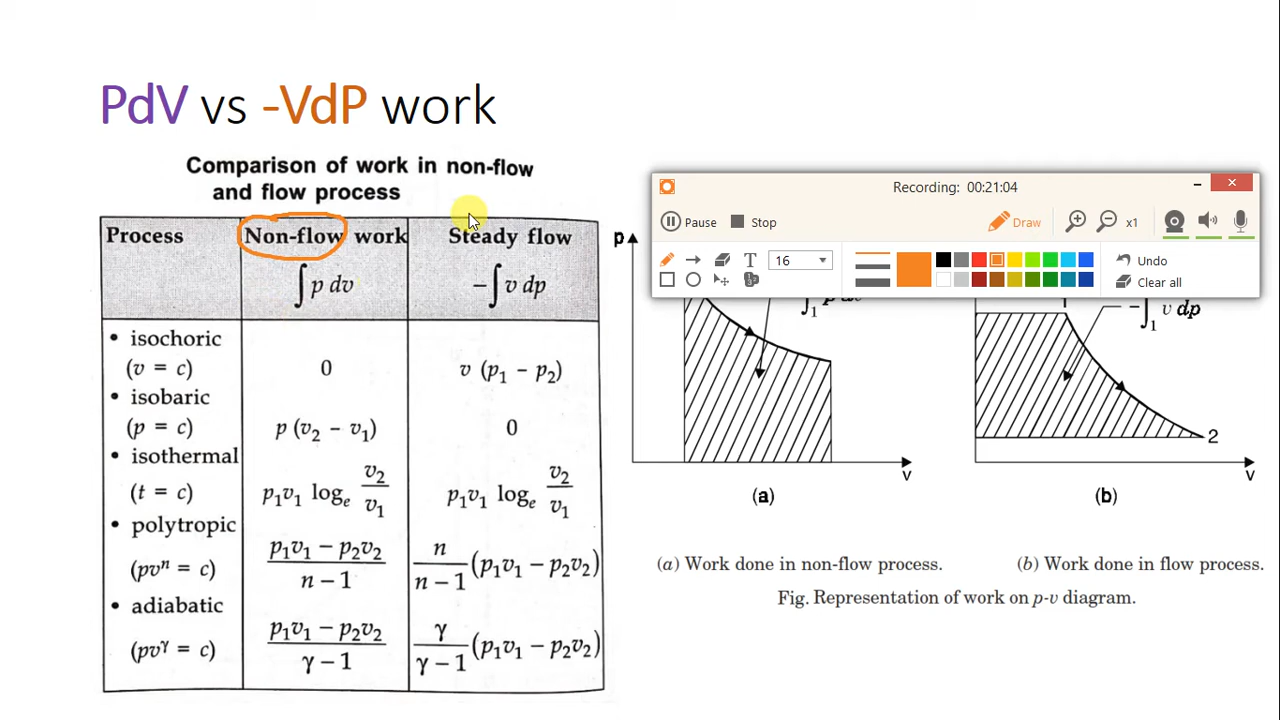 PdV vs -VdP work
Comparison of work in non-flow
and flow process
Process Non-flow work Steady flow
∫ p dv −∫ v dp
• isochoric
(v = c) 0 v (p₁ − p₂)
• isobaric
(p = c) p (v₂ − v₁) 0
• isothermal
(t = c) p₁v₁ logₑ v₂/v₁ p₁v₁ logₑ v₂/v₁
• polytropic
(pvⁿ = c) (p₁v₁ − p₂v₂)/(n − 1) n/(n − 1) (p₁v₁ − p₂v₂)
• adiabatic
(pvᵞ = c) (p₁v₁ − p₂v₂)/(γ − 1) γ/(γ − 1) (p₁v₁ − p₂v₂)
Recording: 00:21:04
Pause Stop Draw x1
T 16 Undo
Clear all
p
∫₁
v
(a)
1
−∫₁ v dp
2
v
(b)
(a) Work done in non-flow process. (b) Work done in flow process.
Fig. Representation of work on p-v diagram.